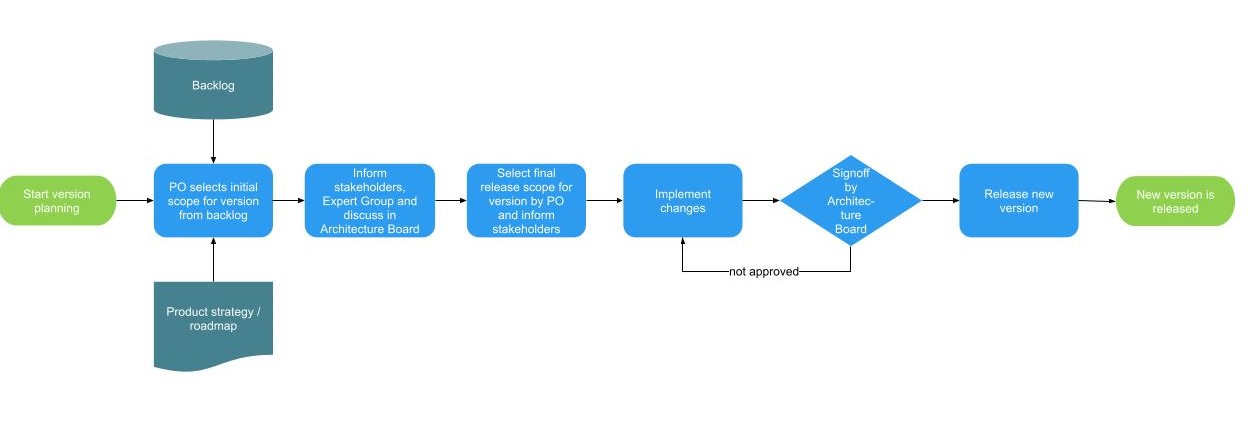 Backlog
Start version
planning
PO selects initial
scope for version
from backlog
Inform
stakeholders,
Expert Group and
discuss in
Architecture Board
Select final
release scope for
version by PO
and inform
stakeholders
Implement
changes
Signoff
by
Architec-
ture
Board
Release new
version
New version is
released
not approved
Product strategy /
roadmap